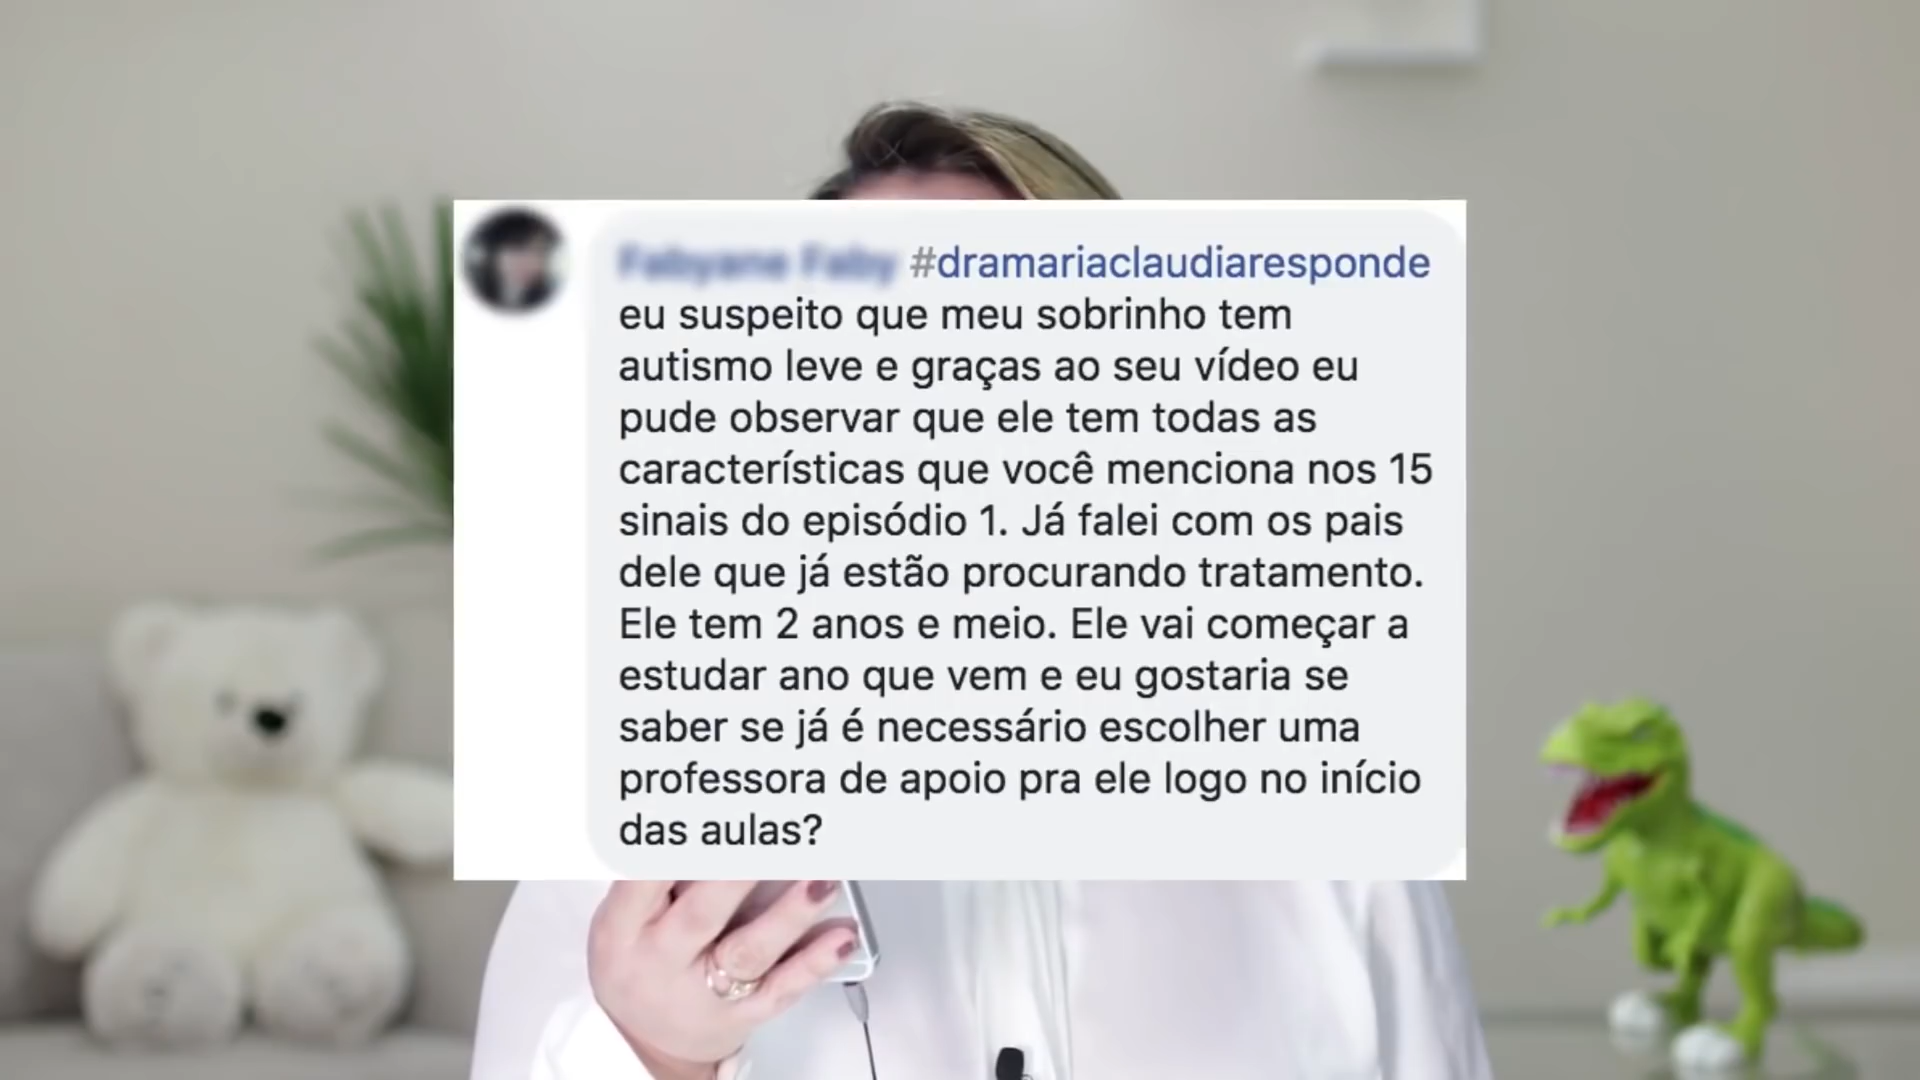 #dramariaclaudiaresponde
eu suspeito que meu sobrinho tem
autismo leve e graças ao seu vídeo eu
pude observar que ele tem todas as
características que você menciona nos 15
sinais do episódio 1. Já falei com os pais
dele que já estão procurando tratamento.
Ele tem 2 anos e meio. Ele vai começar a
estudar ano que vem e eu gostaria se
saber se já é necessário escolher uma
professora de apoio pra ele logo no início
das aulas?